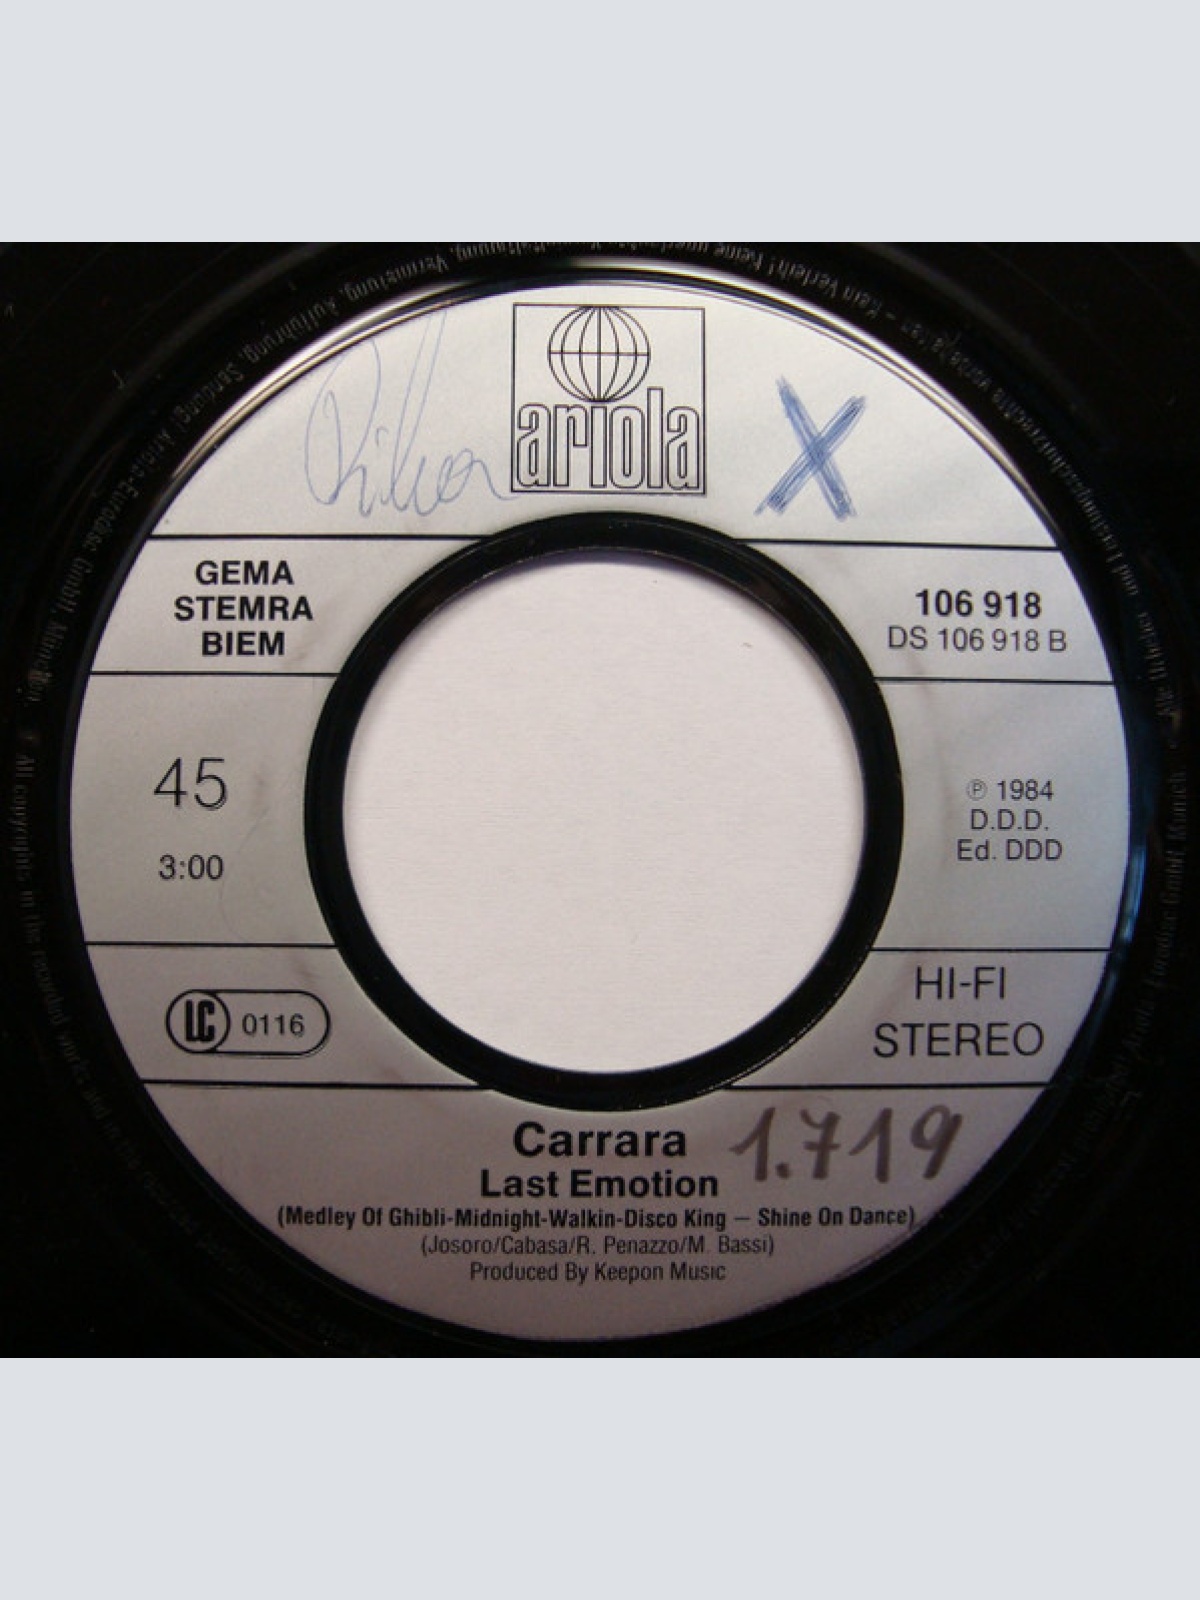 ariola
X
GEMA
STEMRA
BIEM
106 918
DS 106 918 B
45
3:00
℗ 1984
D.D.D.
Ed. DDD
LC 0116
HI-FI
STEREO
Carrara
1.719
Last Emotion
(Medley Of Ghibli-Midnight-Walkin-Disco King – Shine On Dance)
(Josoro/Cabasa/R. Penazzo/M. Bassi)
Produced By Keepon Music